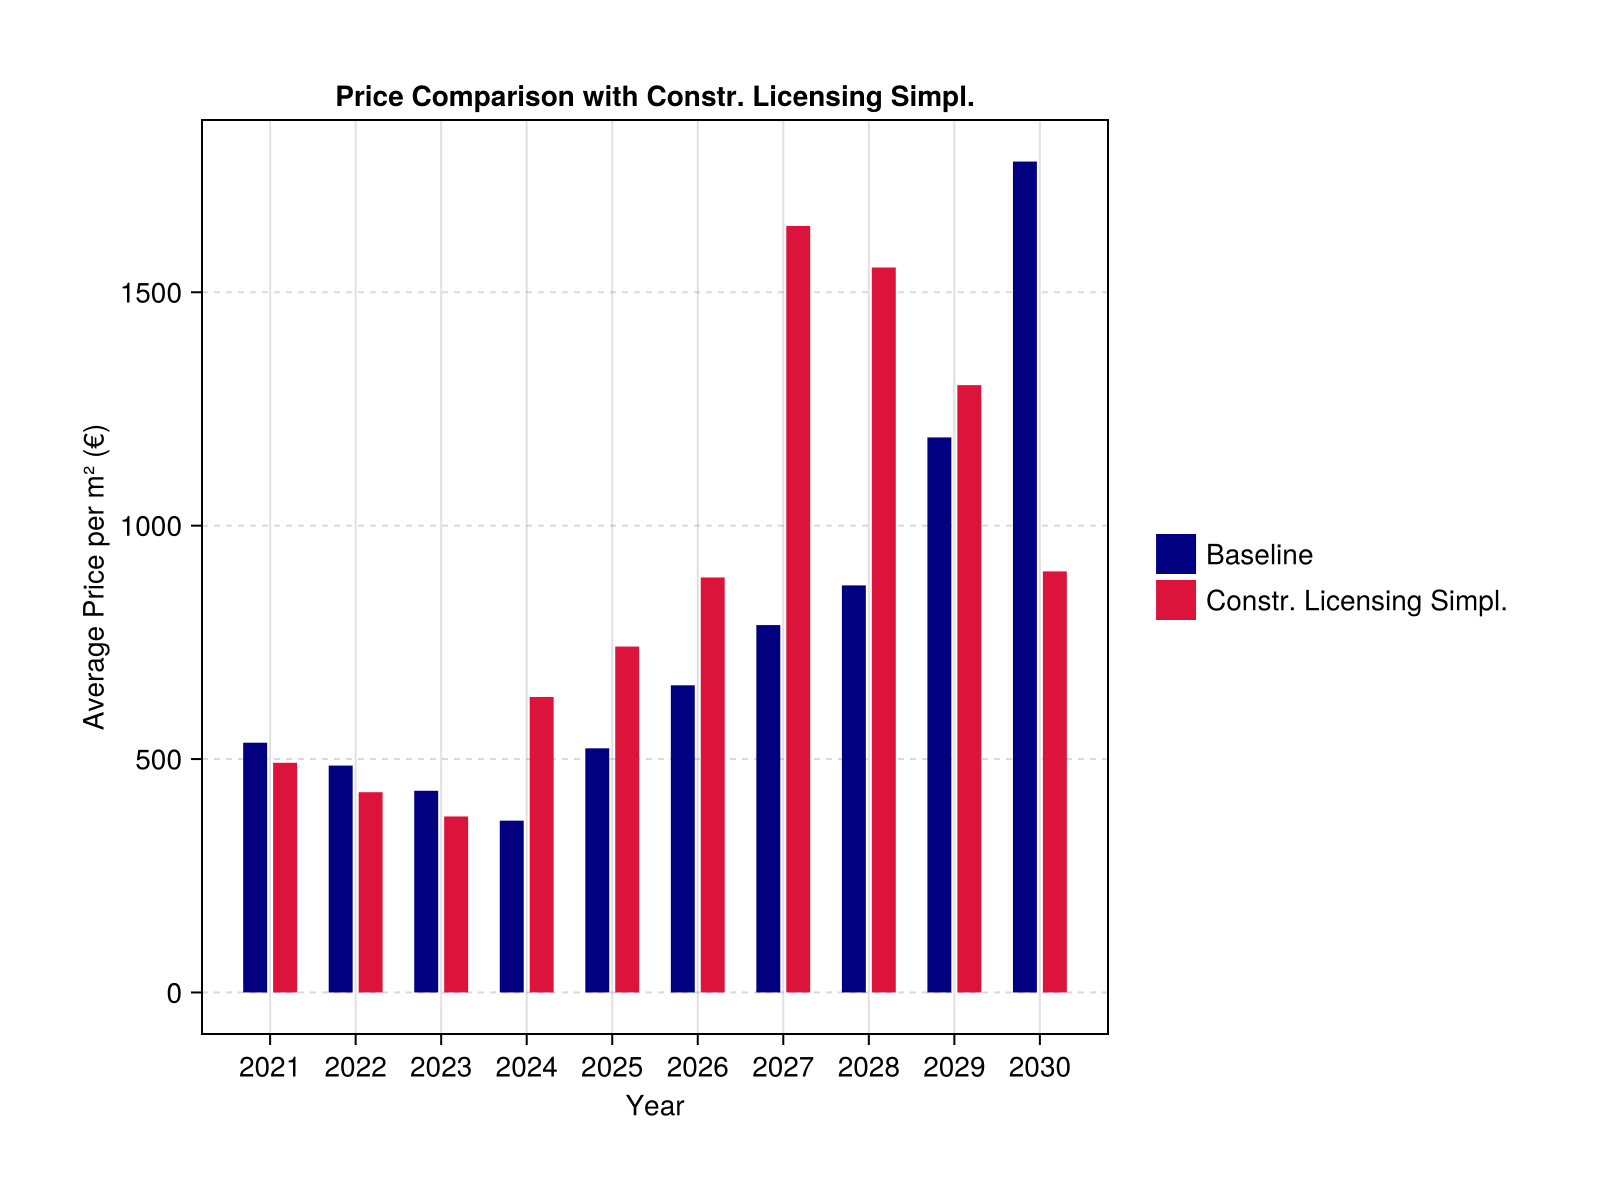 Price Comparison with Constr. Licensing Simpl.
Average Price per m² (€)
1500
1000
500
0
2021 2022 2023 2024 2025 2026 2027 2028 2029 2030
Year
Baseline
Constr. Licensing Simpl.